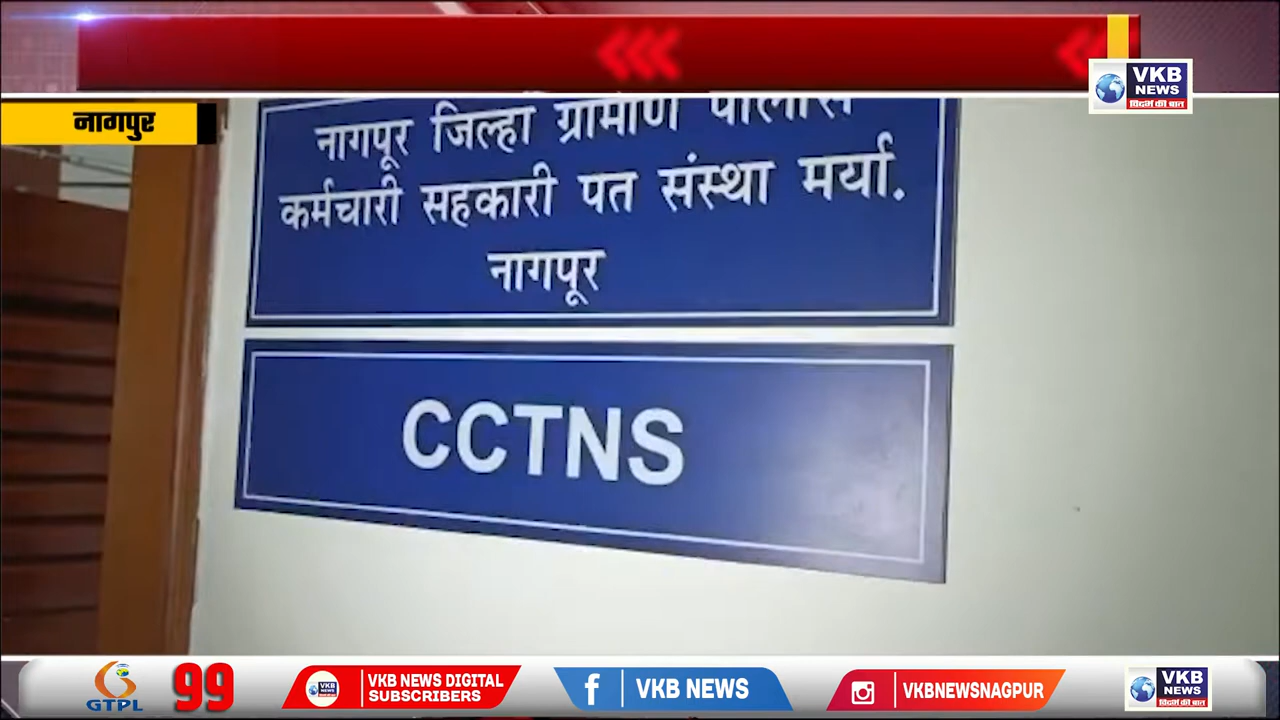 VKB
NEWS
विदर्भ की बात
नागपुर
नागपूर जिल्हा ग्रामीण पोलीस
कर्मचारी सहकारी पत संस्था मर्या.
नागपूर
CCTNS
GTPL
99
VKB NEWS DIGITAL
SUBSCRIBERS
VKB NEWS
VKBNEWSNAGPUR
VKB
NEWS
विदर्भ की बात